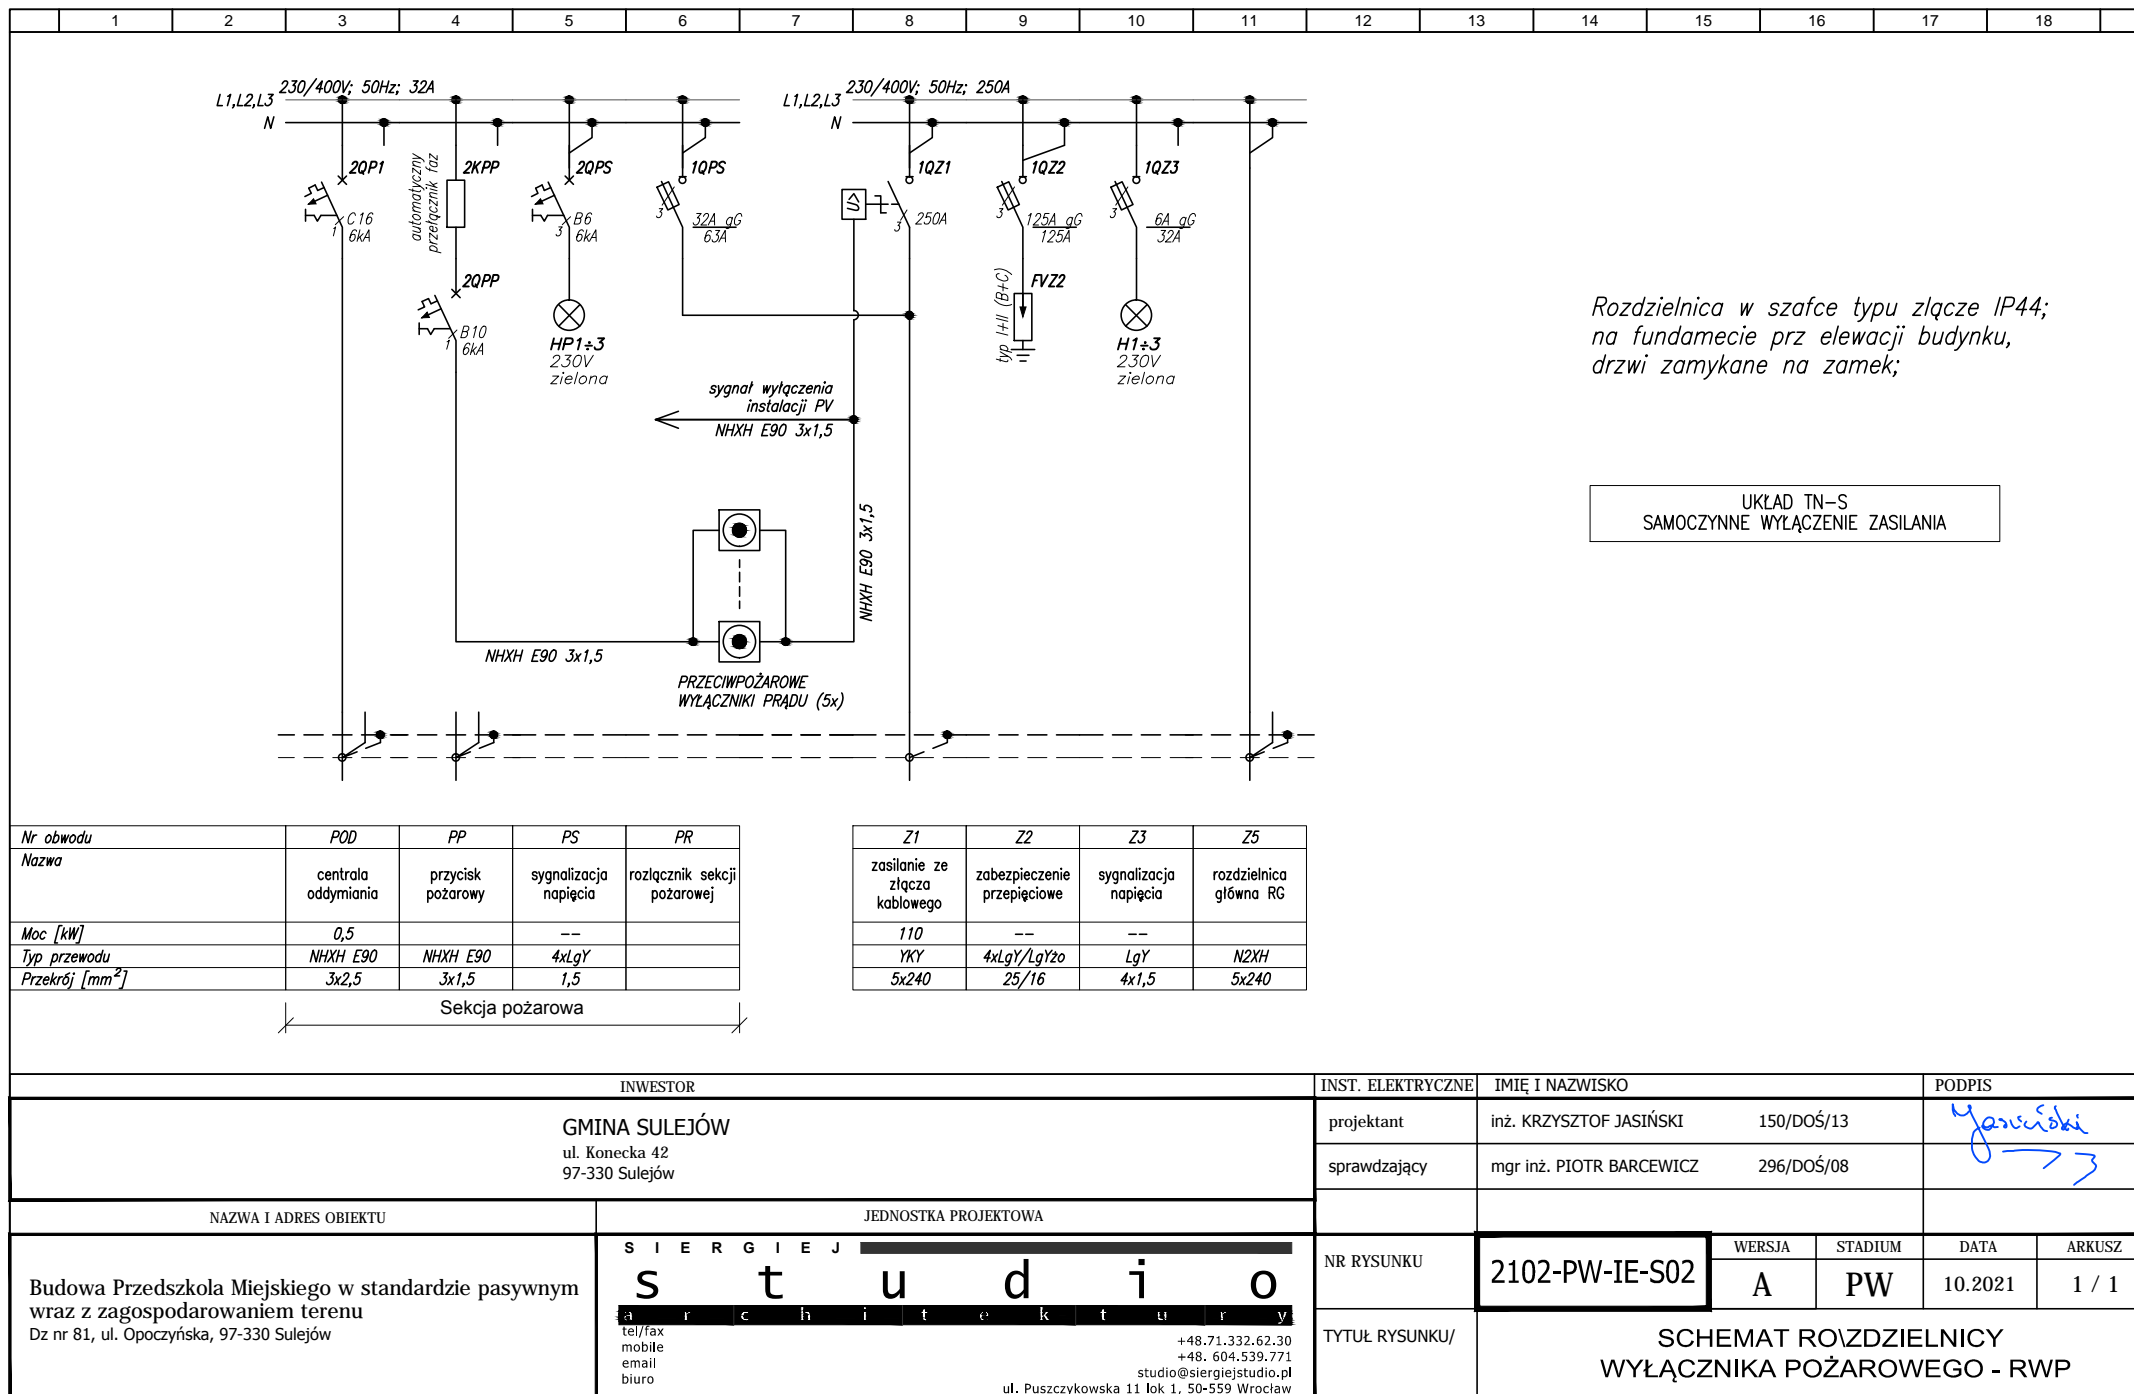 1 2 3 4 5 6 7 8 9 10 11 12 13 14 15 16 17 18
L1,L2,L3 230/400V; 50Hz; 32A
N
L1,L2,L3 230/400V; 50Hz; 250A
N
2QP1
C16
1 6kA
automatyczny
przełącznik faz
2KPP
2QPP
B10
1 6kA
2QPS
B6
3 6kA
HP1÷3
230V
zielona
1QPS
3 32A gG
63A
U>
1QZ1
3 250A
1QZ2
3 125A gG
125A
typ I+II (B+C)
FVZ2
1QZ3
3 6A gG
32A
H1÷3
230V
zielona
sygnał wyłączenia
instalacji PV
NHXH E90 3x1,5
NHXH E90 3x1,5
NHXH E90 3x1,5
PRZECIWPOŻAROWE
WYŁĄCZNIKI PRĄDU (5x)
Rozdzielnica w szafce typu zlącze IP44;
na fundamecie prz elewacji budynku,
drzwi zamykane na zamek;
UKŁAD TN-S
SAMOCZYNNE WYŁĄCZENIE ZASILANIA
Nr obwodu POD PP PS PR Z1 Z2 Z3 Z5
Nazwa
centrala
oddymiania
przycisk
pożarowy
sygnalizacja
napięcia
rozłącznik sekcji
pożarowej
zasilanie ze
złącza
kablowego
zabezpieczenie
przepięciowe
sygnalizacja
napięcia
rozdzielnica
główna RG
Moc [kW] 0,5 -- 110 -- --
Typ przewodu NHXH E90 NHXH E90 4xLgY YKY 4xLgY/LgYżo LgY N2XH
Przekrój [mm²] 3x2,5 3x1,5 1,5 5x240 25/16 4x1,5 5x240
Sekcja pożarowa
INWESTOR
GMINA SULEJÓW
ul. Konecka 42
97-330 Sulejów
INST. ELEKTRYCZNE IMIĘ I NAZWISKO PODPIS
projektant inż. KRZYSZTOF JASIŃSKI 150/DOŚ/13 Jasiński
sprawdzający mgr inż. PIOTR BARCEWICZ 296/DOŚ/08
NAZWA I ADRES OBIEKTU
Budowa Przedszkola Miejskiego w standardzie pasywnym
wraz z zagospodarowaniem terenu
Dz nr 81, ul. Opoczyńska, 97-330 Sulejów
JEDNOSTKA PROJEKTOWA
SIERGIEJ
studio
architektury
tel/fax +48.71.332.62.30
mobile +48. 604.539.771
email studio@siergiejstudio.pl
biuro ul. Puszczykowska 11 lok 1, 50-559 Wrocław
NR RYSUNKU 2102-PW-IE-S02
WERSJA STADIUM DATA ARKUSZ
A PW 10.2021 1 / 1
TYTUŁ RYSUNKU/
SCHEMAT RO\ZDZIELNICY
WYŁĄCZNIKA POŻAROWEGO - RWP